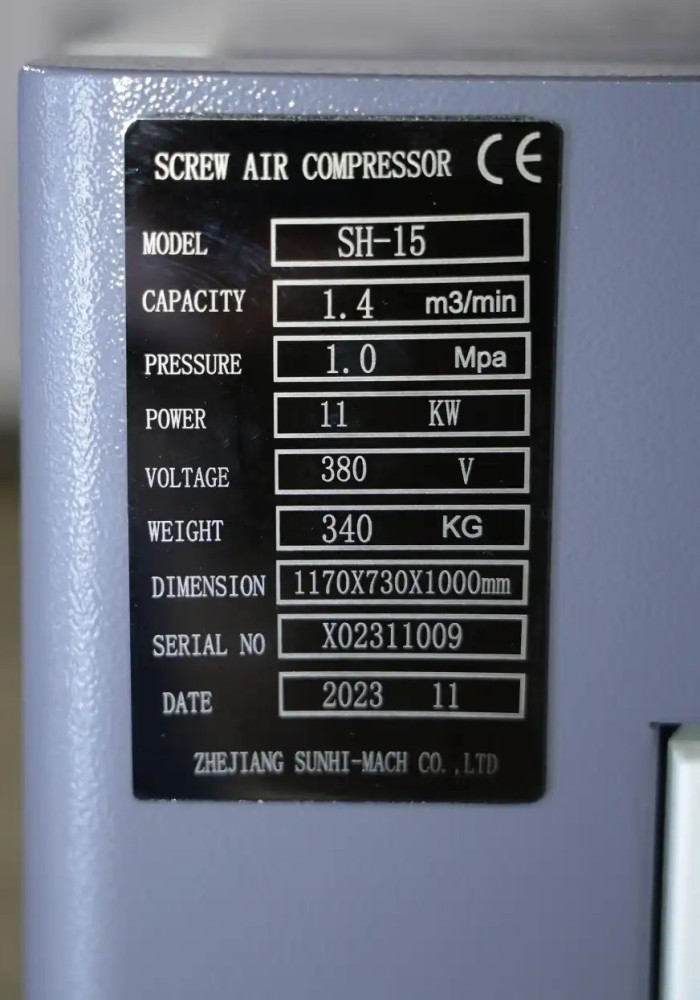 SCREW AIR COMPRESSOR CE
MODEL SH-15
CAPACITY 1.4 m3/min
PRESSURE 1.0 Mpa
POWER 11 KW
VOLTAGE 380 V
WEIGHT 340 KG
DIMENSION 1170X730X1000mm
SERIAL NO X02311009
DATE 2023 11
ZHEJIANG SUNHI-MACH CO.,LTD